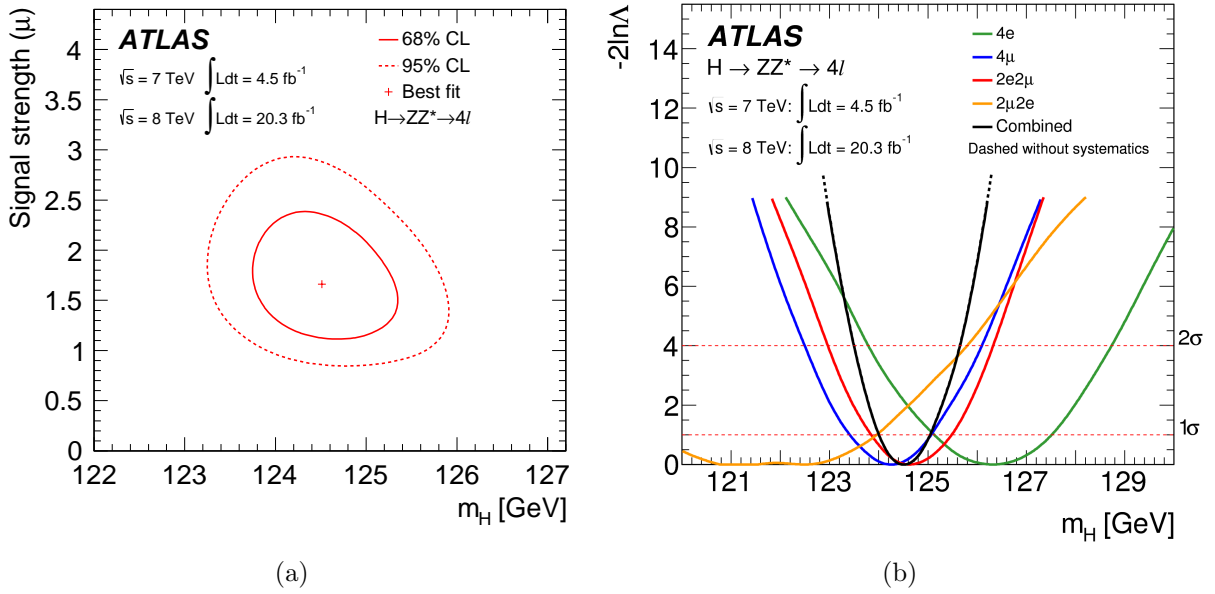 Signal strength (μ)
4
3.5
3
2.5
2
1.5
1
0.5
0
ATLAS
√s = 7 TeV ∫Ldt = 4.5 fb⁻¹
√s = 8 TeV ∫Ldt = 20.3 fb⁻¹
68% CL
95% CL
Best fit
H→ZZ*→4l
122 123 124 125 126 127
m_H [GeV]
(a)
-2lnΛ
14
12
10
8
6
4
2
0
ATLAS
H → ZZ* → 4l
√s = 7 TeV: ∫Ldt = 4.5 fb⁻¹
√s = 8 TeV: ∫Ldt = 20.3 fb⁻¹
4e
4μ
2e2μ
2μ2e
Combined
Dashed without systematics
2σ
1σ
121 123 125 127 129
m_H [GeV]
(b)